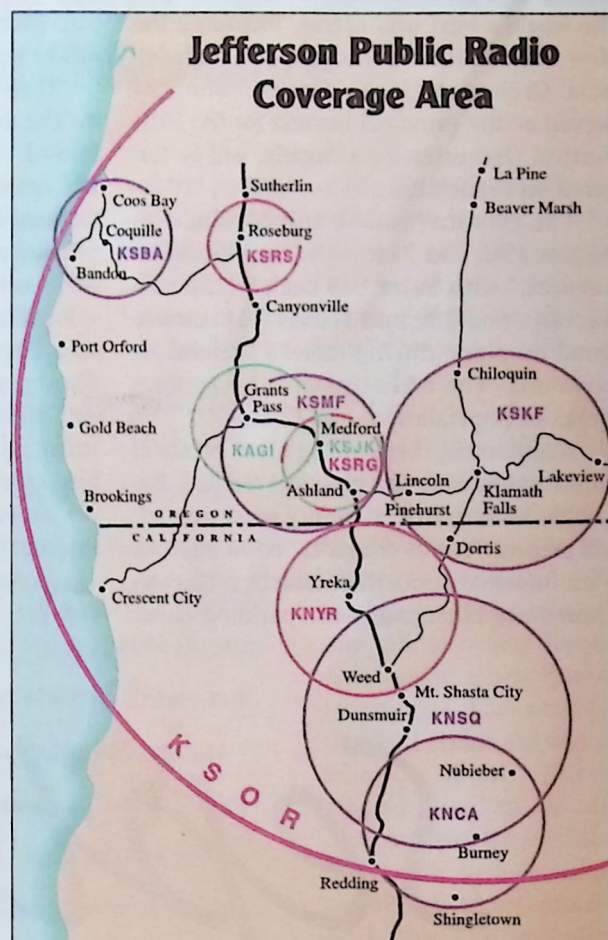 Jefferson Public Radio
Coverage Area
La Pine
Sutherlin
Coos Bay
Beaver Marsh
Coquille
Roseburg
KSBA
KSRS
Bandon
Canyonville
Port Orford
Chiloquin
Grants
Pass
KSMF
KSKF
Gold Beach
Medford
KAGI
KSJK
KSRG
Lakeview
Lincoln
Ashland
Pinehurst
Klamath
Falls
Brookings
OREGON
CALIFORNIA
Dorris
Yreka
Crescent City
KNYR
Weed
Mt. Shasta City
Dunsmuir
KNSQ
KSOR
Nubieber
KNCA
Burney
Redding
Shingletown